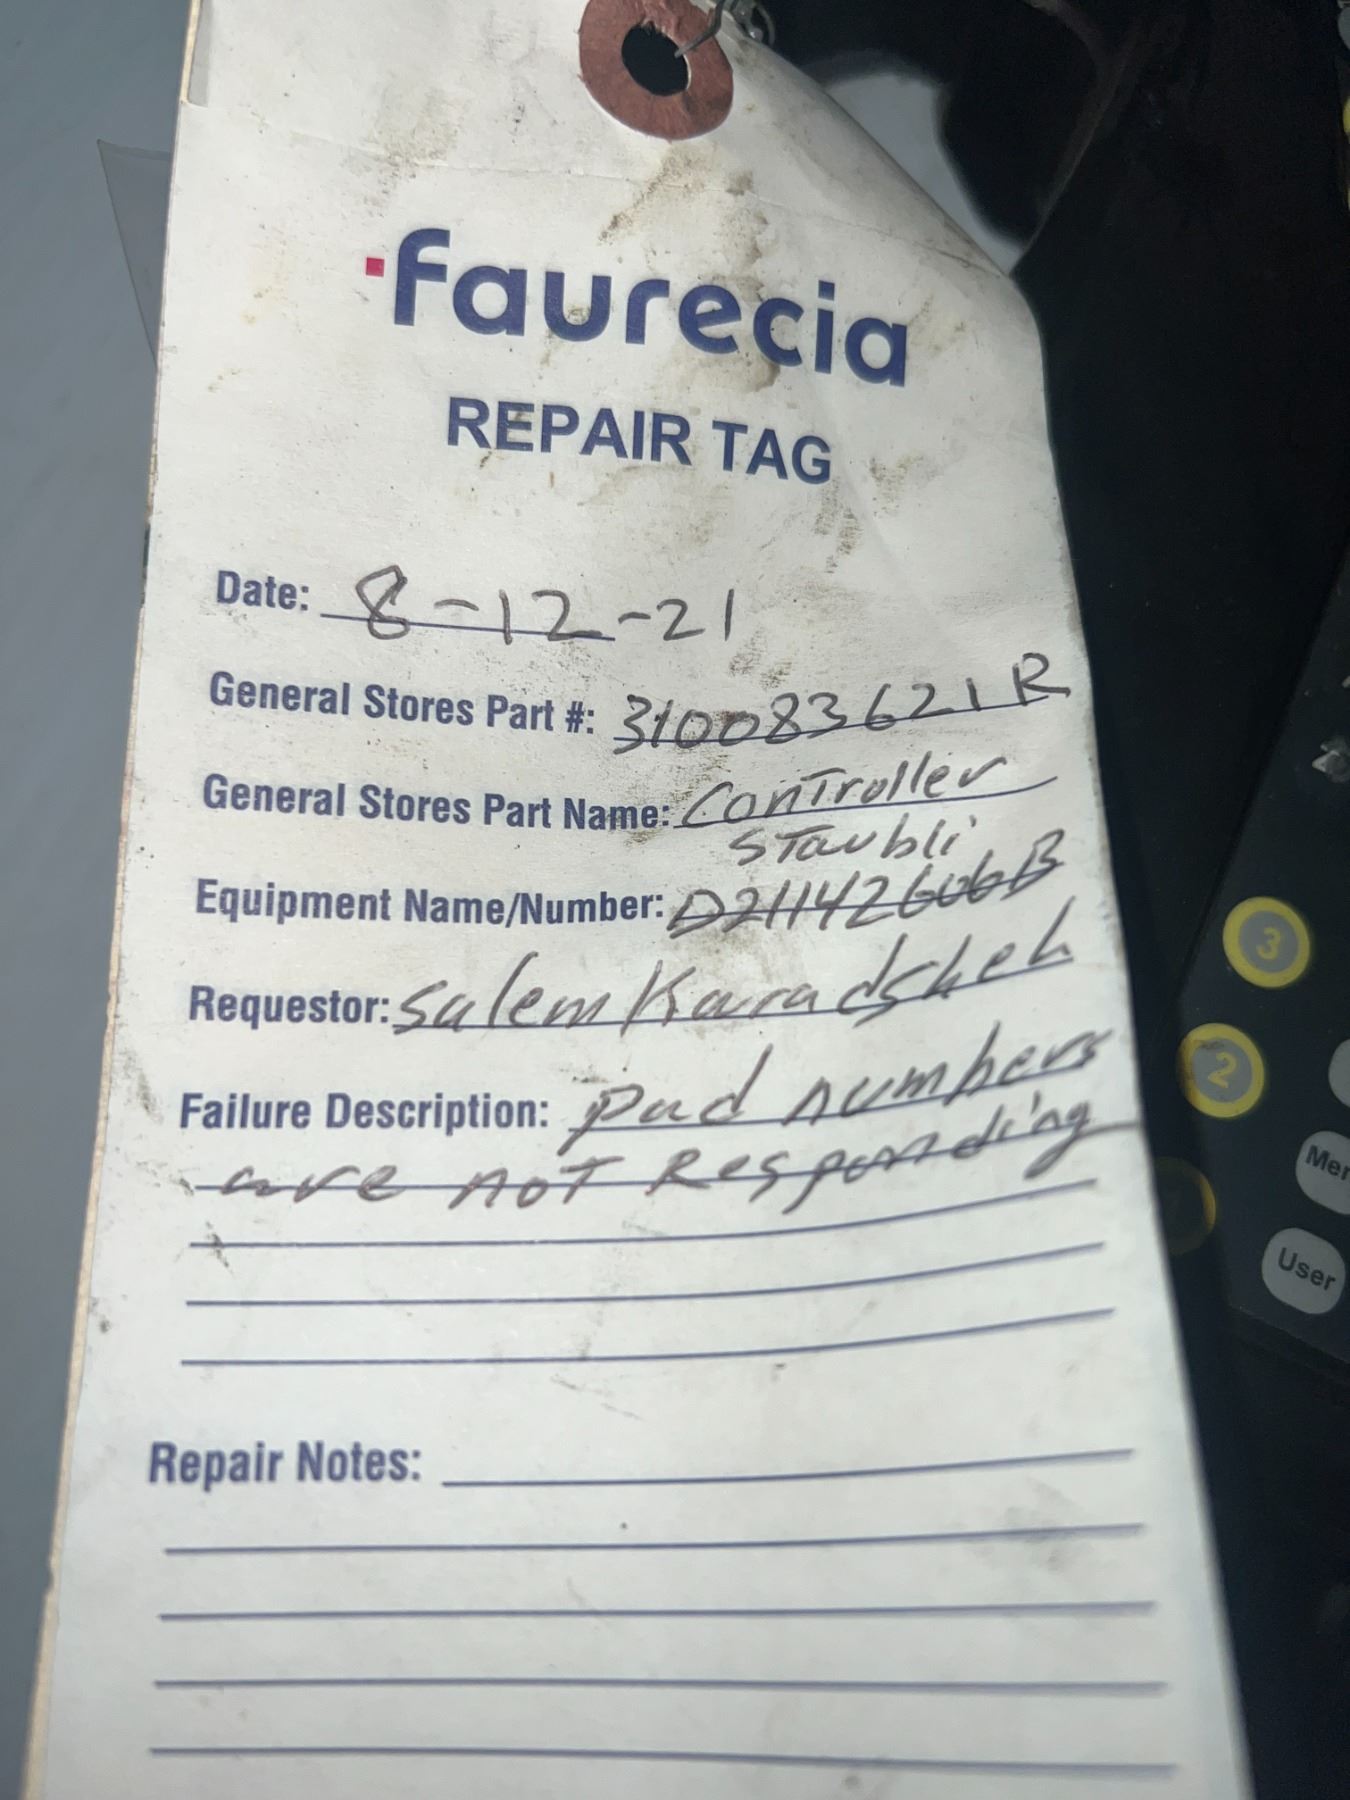 faurecia
REPAIR TAG
Date: 8-12-21
General Stores Part #: 310083621R
General Stores Part Name: Controller
Staubli
Equipment Name/Number: D21142606B
Requestor: Salem Karadsheh
Failure Description: pad numbers
are not Responding
Repair Notes:
3
2
User